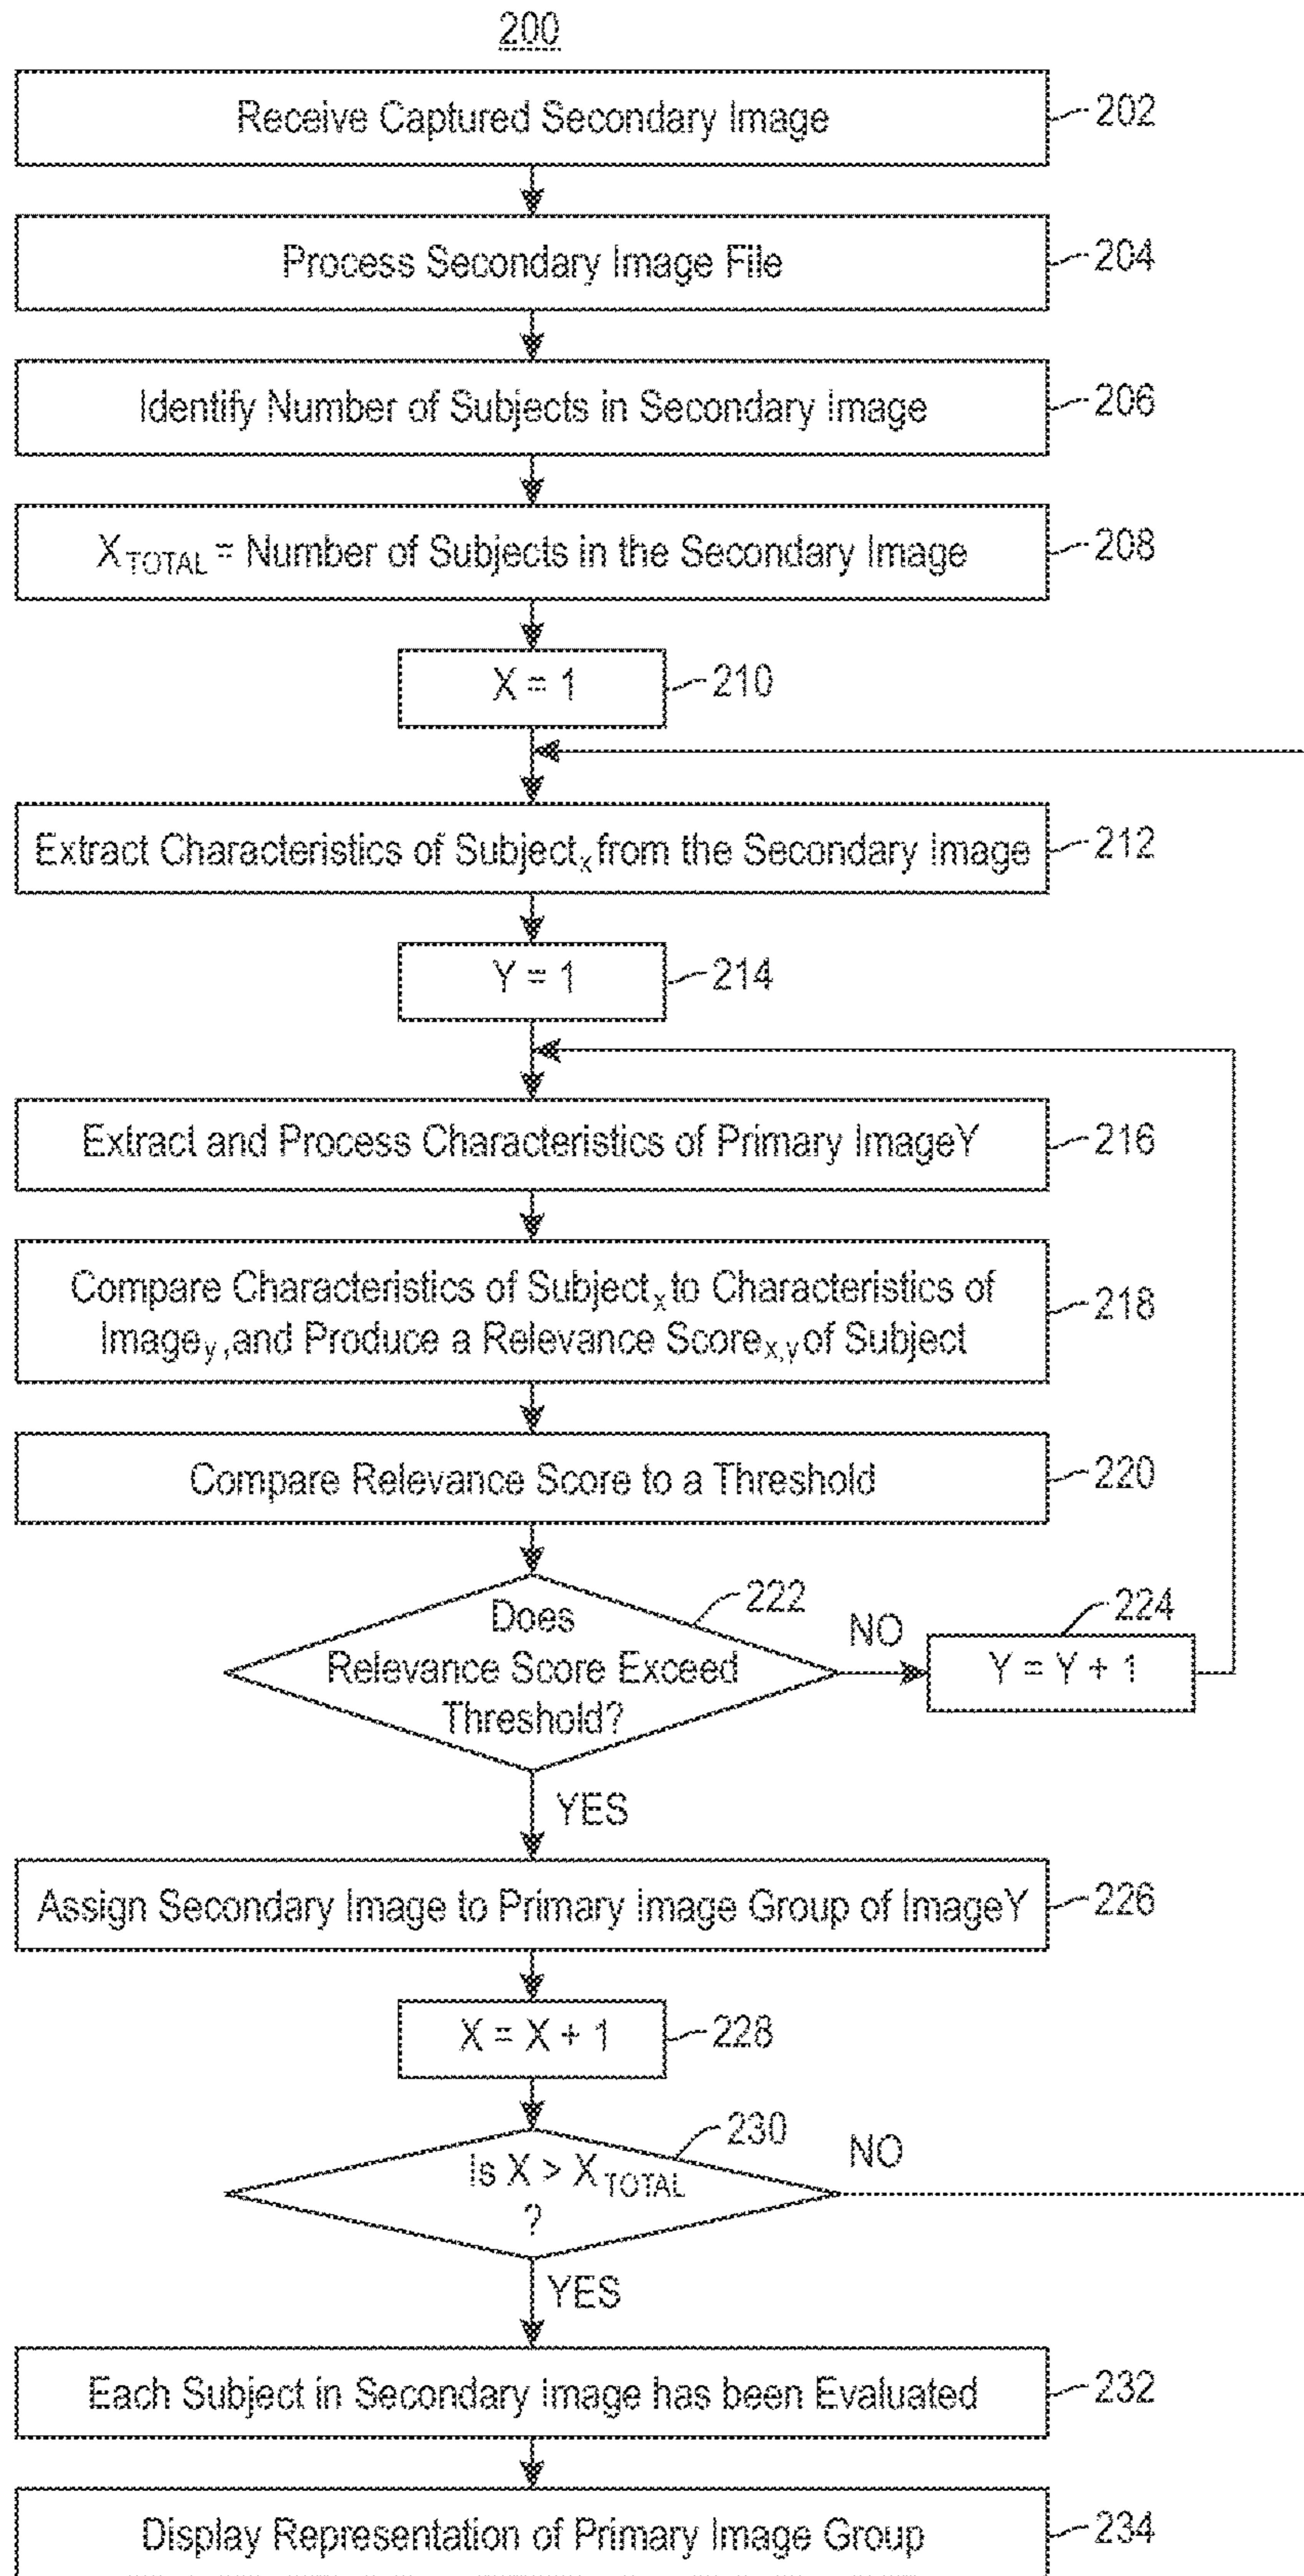 200
Receive Captured Secondary Image
202
Process Secondary Image File
204
Identify Number of Subjects in Secondary Image
206
XTOTAL = Number of Subjects in the Secondary Image
208
X = 1
210
Extract Characteristics of Subjectx from the Secondary Image
212
Y = 1
214
Extract and Process Characteristics of Primary ImageY
216
Compare Characteristics of Subjectx to Characteristics of
Imagey, and Produce a Relevance Scorex,y of Subject
218
Compare Relevance Score to a Threshold
220
Does
Relevance Score Exceed
Threshold?
222
NO
Y = Y + 1
224
YES
Assign Secondary Image to Primary Image Group of ImageY
226
X = X + 1
228
Is X > XTOTAL
?
230
NO
YES
Each Subject in Secondary Image has been Evaluated
232
Display Representation of Primary Image Group
234